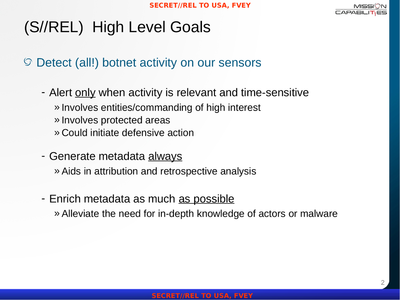 SECRET//REL TO USA, FVEY
MISSION
CAPABILITIES
(S//REL) High Level Goals
Detect (all!) botnet activity on our sensors
- Alert only when activity is relevant and time-sensitive
» Involves entities/commanding of high interest
» Involves protected areas
» Could initiate defensive action
- Generate metadata always
» Aids in attribution and retrospective analysis
- Enrich metadata as much as possible
» Alleviate the need for in-depth knowledge of actors or malware
2
SECRET//REL TO USA, FVEY